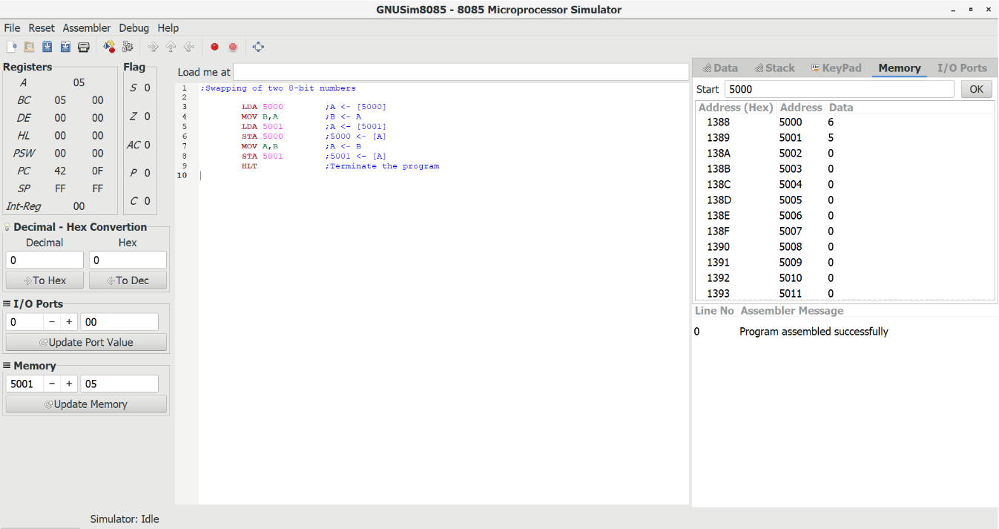 GNUSim8085 - 8085 Microprocessor Simulator
File Reset Assembler Debug Help
Registers
A 05
BC 05 00
DE 00 00
HL 00 00
PSW 00 00
PC 42 0F
SP FF FF
Int-Reg 00
Flag
S 0
Z 0
AC 0
P 0
C 0
Decimal - Hex Convertion
Decimal Hex
0 0
To Hex To Dec
I/O Ports
0 − + 00
Update Port Value
Memory
5001 − + 05
Update Memory
Load me at
1 ;Swapping of two 8-bit numbers
2
3 LDA 5000 ;A <- [5000]
4 MOV B,A ;B <- A
5 LDA 5001 ;A <- [5001]
6 STA 5000 ;5000 <- [A]
7 MOV A,B ;A <- B
8 STA 5001 ;5001 <- [A]
9 HLT ;Terminate the program
10
Data Stack KeyPad Memory I/O Ports
Start 5000 OK
Address (Hex) Address Data
1388 5000 6
1389 5001 5
138A 5002 0
138B 5003 0
138C 5004 0
138D 5005 0
138E 5006 0
138F 5007 0
1390 5008 0
1391 5009 0
1392 5010 0
1393 5011 0
Line No Assembler Message
0 Program assembled successfully
Simulator: Idle